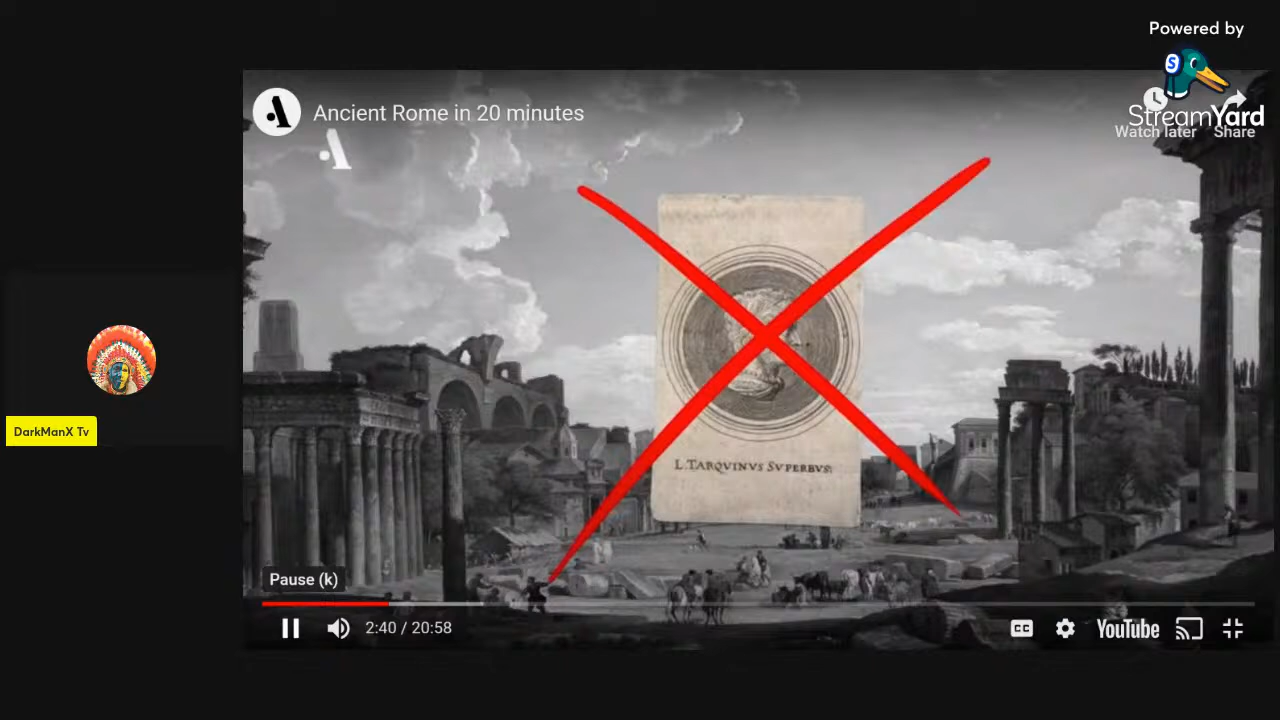 Powered by
StreamYard
Ancient Rome in 20 minutes
Watch later
Share
L.TARQVINVS SVPERBVS:
DarkManX Tv
Pause (k)
2:40 / 20:58
CC
YouTube